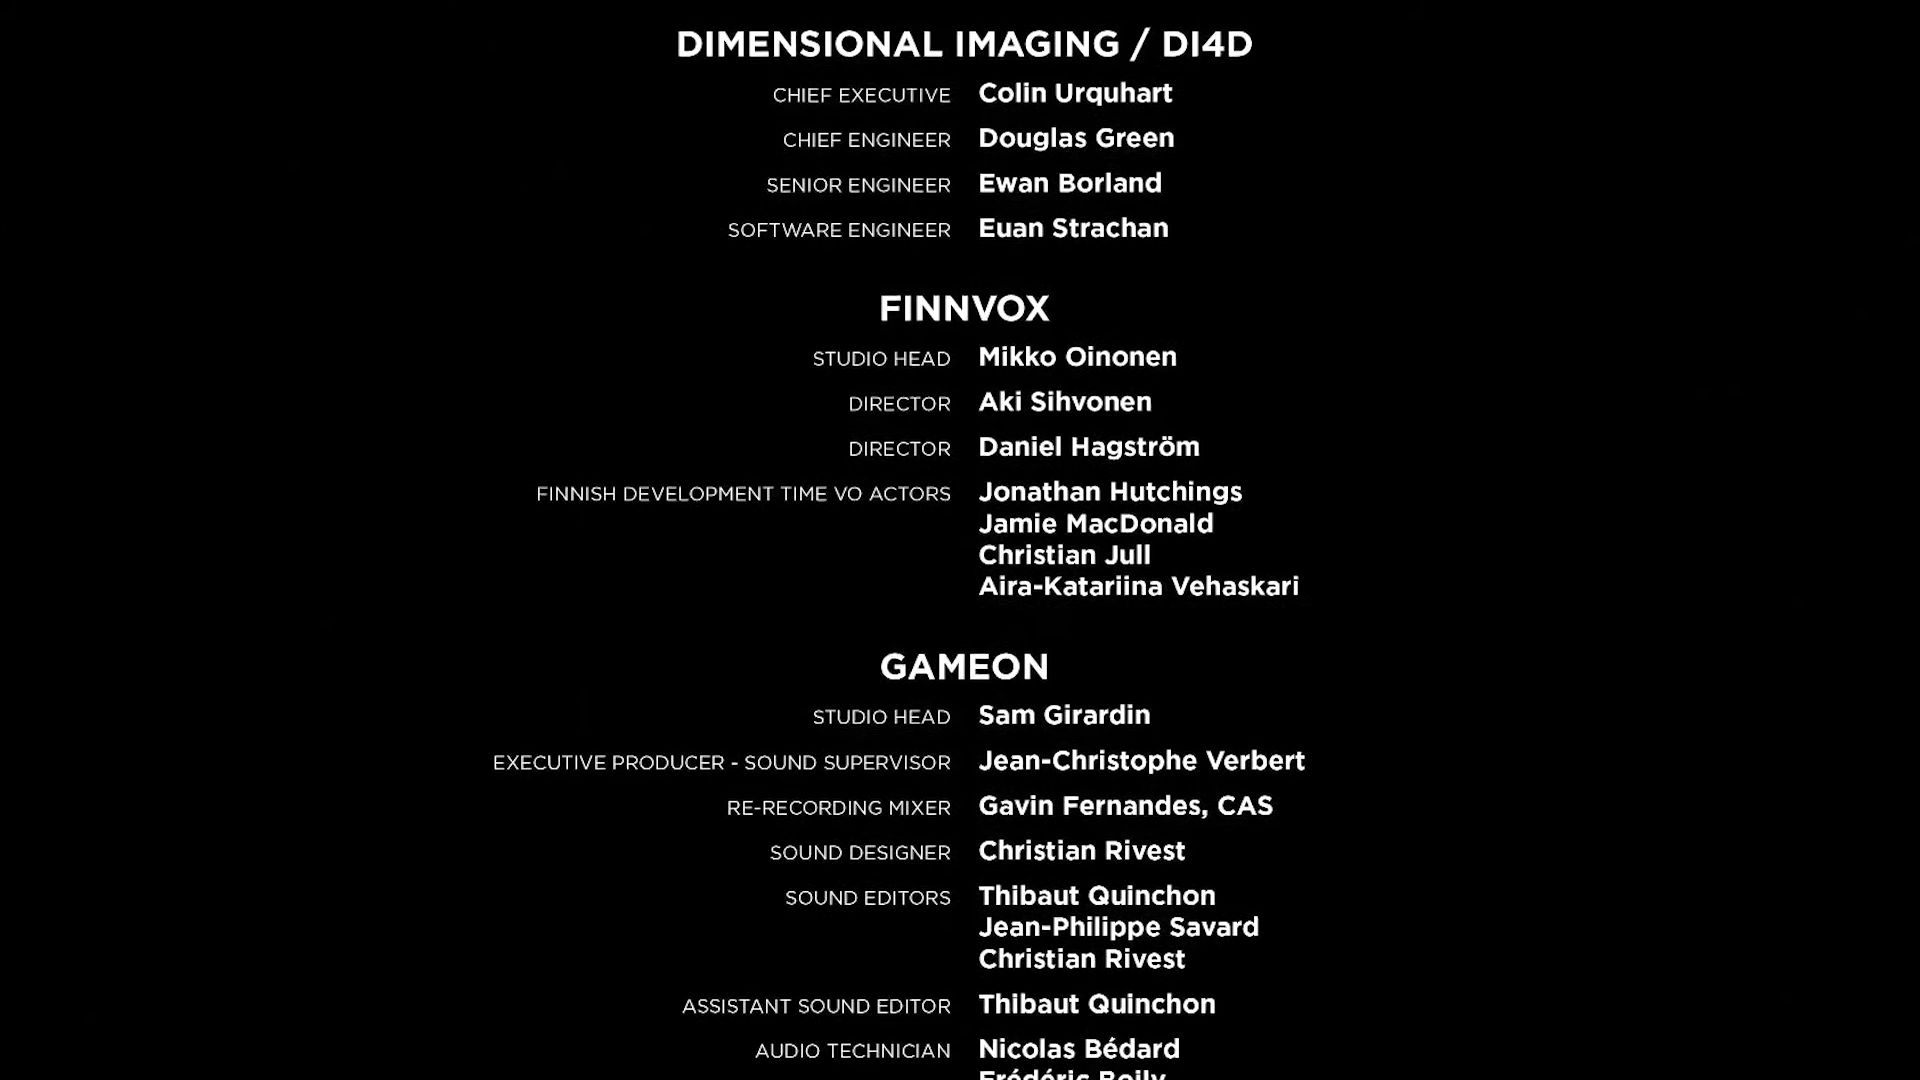 DIMENSIONAL IMAGING / DI4D
CHIEF EXECUTIVE Colin Urquhart
CHIEF ENGINEER Douglas Green
SENIOR ENGINEER Ewan Borland
SOFTWARE ENGINEER Euan Strachan
FINNVOX
STUDIO HEAD Mikko Oinonen
DIRECTOR Aki Sihvonen
DIRECTOR Daniel Hagström
FINNISH DEVELOPMENT TIME VO ACTORS Jonathan Hutchings
Jamie MacDonald
Christian Jull
Aira-Katariina Vehaskari
GAMEON
STUDIO HEAD Sam Girardin
EXECUTIVE PRODUCER - SOUND SUPERVISOR Jean-Christophe Verbert
RE-RECORDING MIXER Gavin Fernandes, CAS
SOUND DESIGNER Christian Rivest
SOUND EDITORS Thibaut Quinchon
Jean-Philippe Savard
Christian Rivest
ASSISTANT SOUND EDITOR Thibaut Quinchon
AUDIO TECHNICIAN Nicolas Bédard
Frédéric Boily